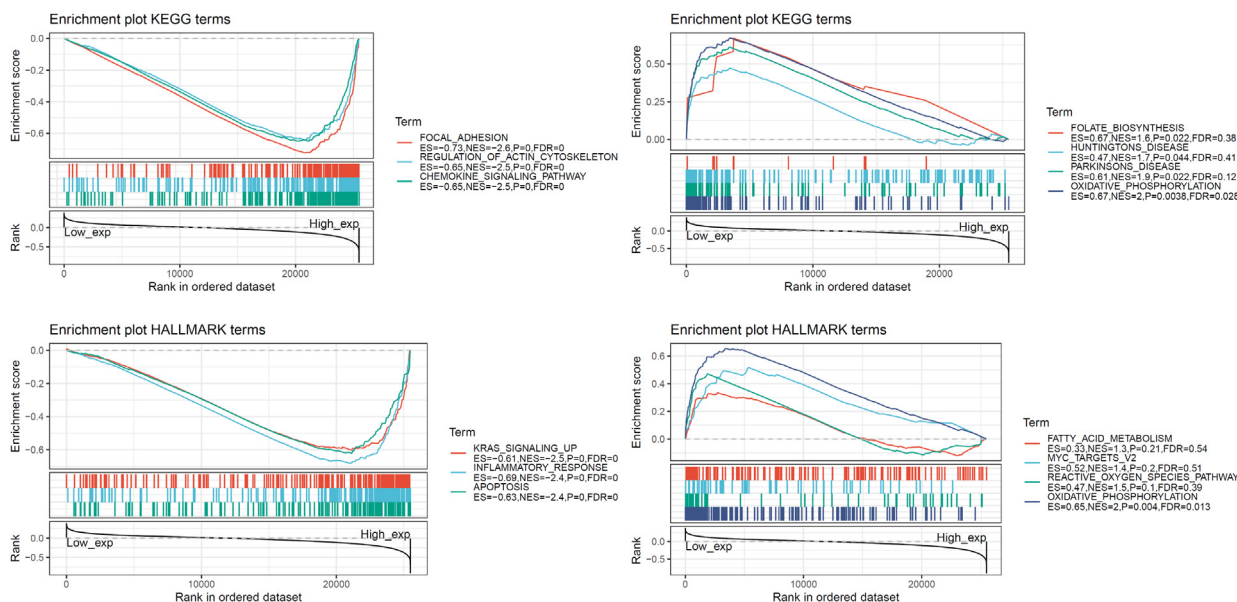 Enrichment plot KEGG terms
Enrichment score
0.0
−0.2
−0.4
−0.6
Term
FOCAL_ADHESION
ES=−0.73,NES=−2.6,P=0,FDR=0
REGULATION_OF_ACTIN_CYTOSKELETON
ES=−0.65,NES=−2.5,P=0,FDR=0
CHEMOKINE_SIGNALING_PATHWAY
ES=−0.65,NES=−2.5,P=0,FDR=0
Rank
0.0
−0.5
Low_exp
High_exp
0
10000
20000
Rank in ordered dataset
Enrichment plot KEGG terms
Enrichment score
0.50
0.25
0.00
Term
FOLATE_BIOSYNTHESIS
ES=0.67,NES=1.6,P=0.022,FDR=0.38
HUNTINGTONS_DISEASE
ES=0.47,NES=1.7,P=0.044,FDR=0.41
PARKINSONS_DISEASE
ES=0.61,NES=1.9,P=0.022,FDR=0.12
OXIDATIVE_PHOSPHORYLATION
ES=0.67,NES=2,P=0.0038,FDR=0.028
Rank
0.0
−0.5
Low_exp
High_exp
0
10000
20000
Rank in ordered dataset
Enrichment plot HALLMARK terms
Enrichment score
0.0
−0.2
−0.4
−0.6
Term
KRAS_SIGNALING_UP
ES=−0.61,NES=−2.5,P=0,FDR=0
INFLAMMATORY_RESPONSE
ES=−0.69,NES=−2.4,P=0,FDR=0
APOPTOSIS
ES=−0.63,NES=−2.4,P=0,FDR=0
Rank
0.0
−0.5
Low_exp
High_exp
0
10000
20000
Rank in ordered dataset
Enrichment plot HALLMARK terms
Enrichment score
0.6
0.4
0.2
0.0
Term
FATTY_ACID_METABOLISM
ES=0.33,NES=1.3,P=0.21,FDR=0.54
MYC_TARGETS_V2
ES=0.52,NES=1.4,P=0.2,FDR=0.51
REACTIVE_OXYGEN_SPECIES_PATHWAY
ES=0.47,NES=1.5,P=0.1,FDR=0.39
OXIDATIVE_PHOSPHORYLATION
ES=0.65,NES=2,P=0.004,FDR=0.013
Rank
0.0
−0.5
Low_exp
High_exp
0
10000
20000
Rank in ordered dataset